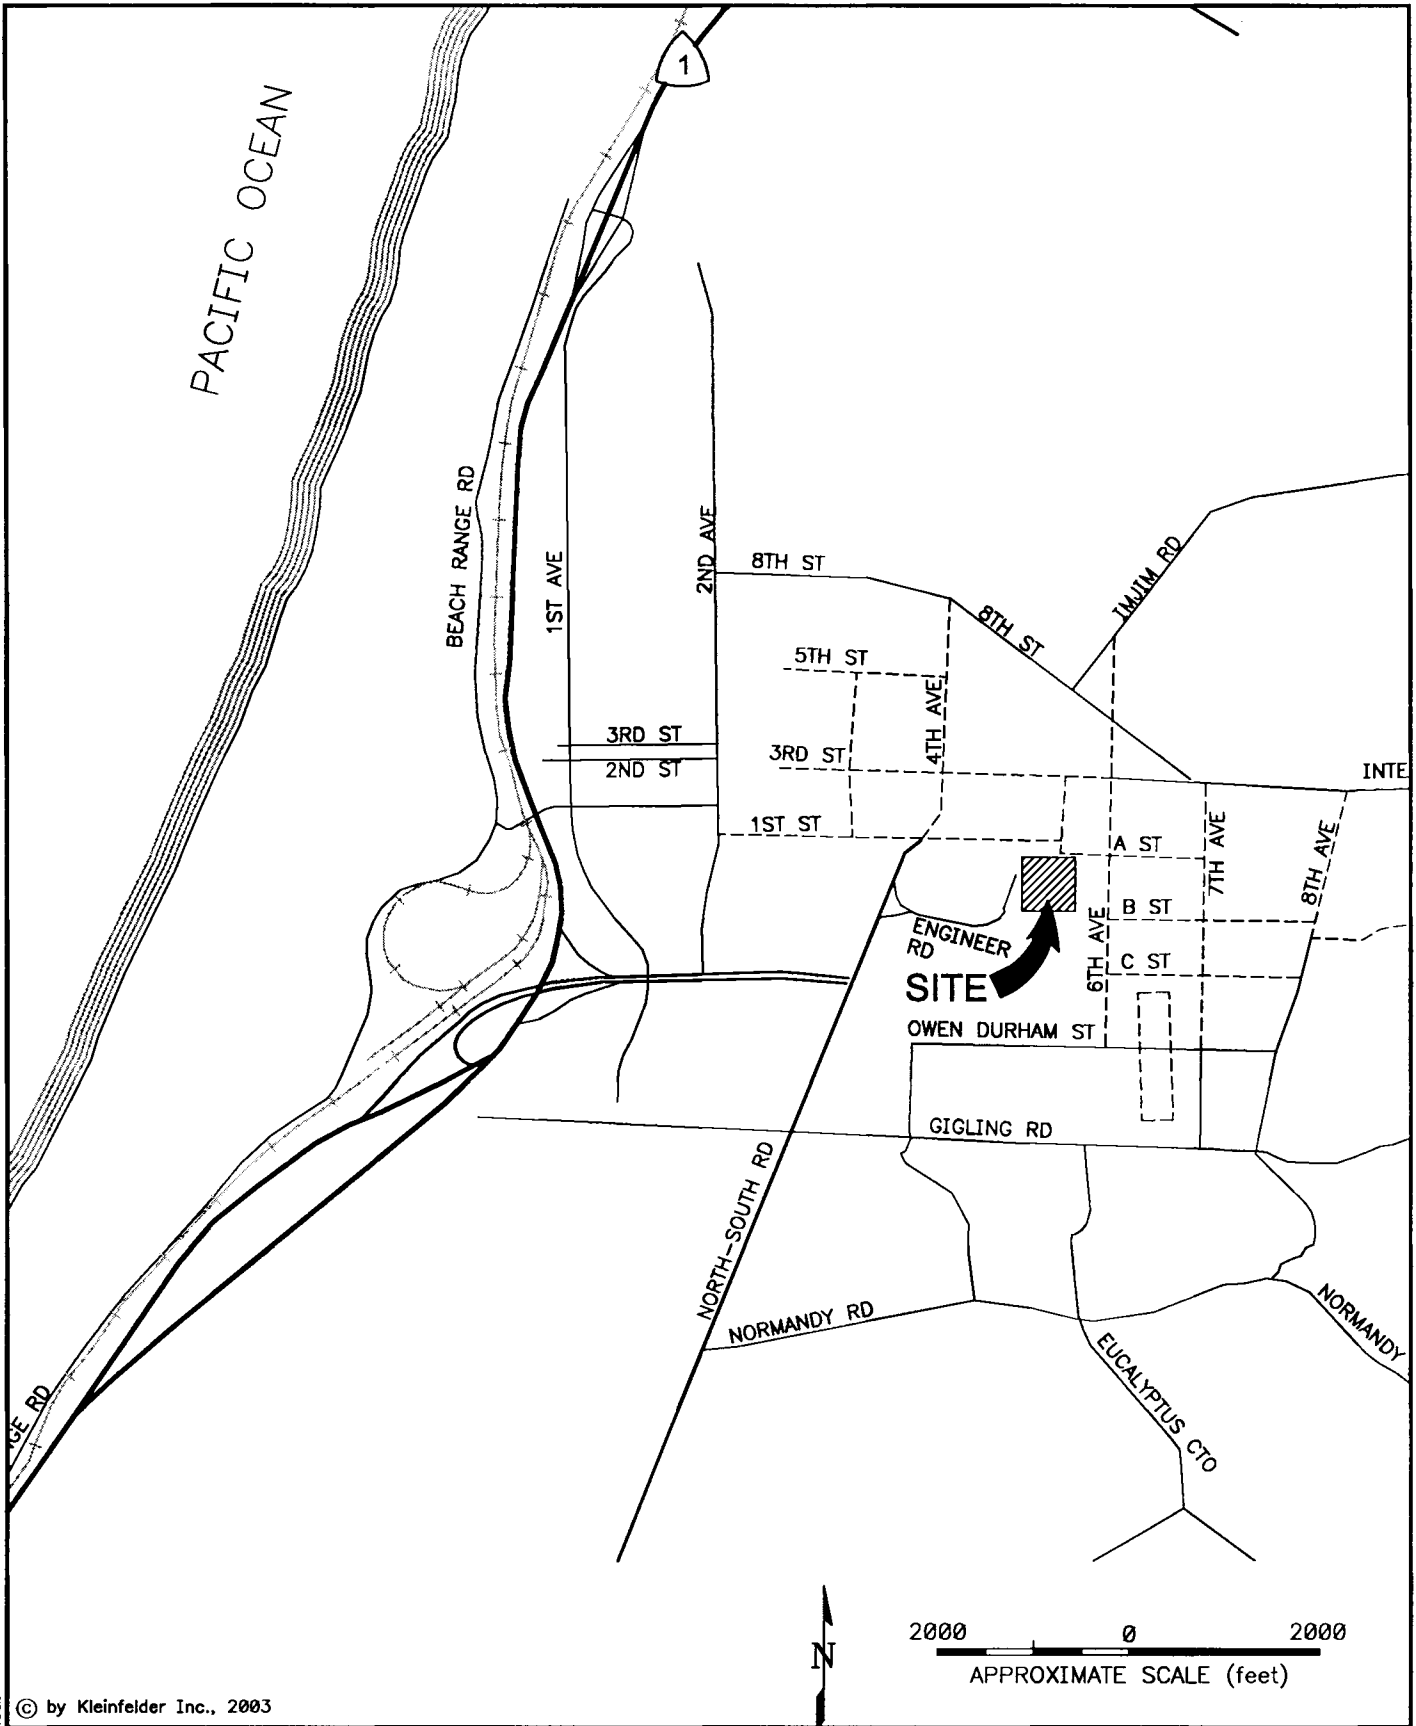 1
PACIFIC OCEAN
BEACH RANGE RD
1ST AVE
2ND AVE
8TH ST
8TH ST
IMJIM RD
5TH ST
4TH AVE
3RD ST
3RD ST
2ND ST
INTE
1ST ST
A ST
7TH AVE
8TH AVE
B ST
ENGINEER
RD
6TH AVE
C ST
SITE
OWEN DURHAM ST
GIGLING RD
NORTH-SOUTH RD
NORMANDY RD
NORMANDY
EUCALYPTUS CTO
GE RD
N
2000 0 2000
APPROXIMATE SCALE (feet)
© by Kleinfelder Inc., 2003